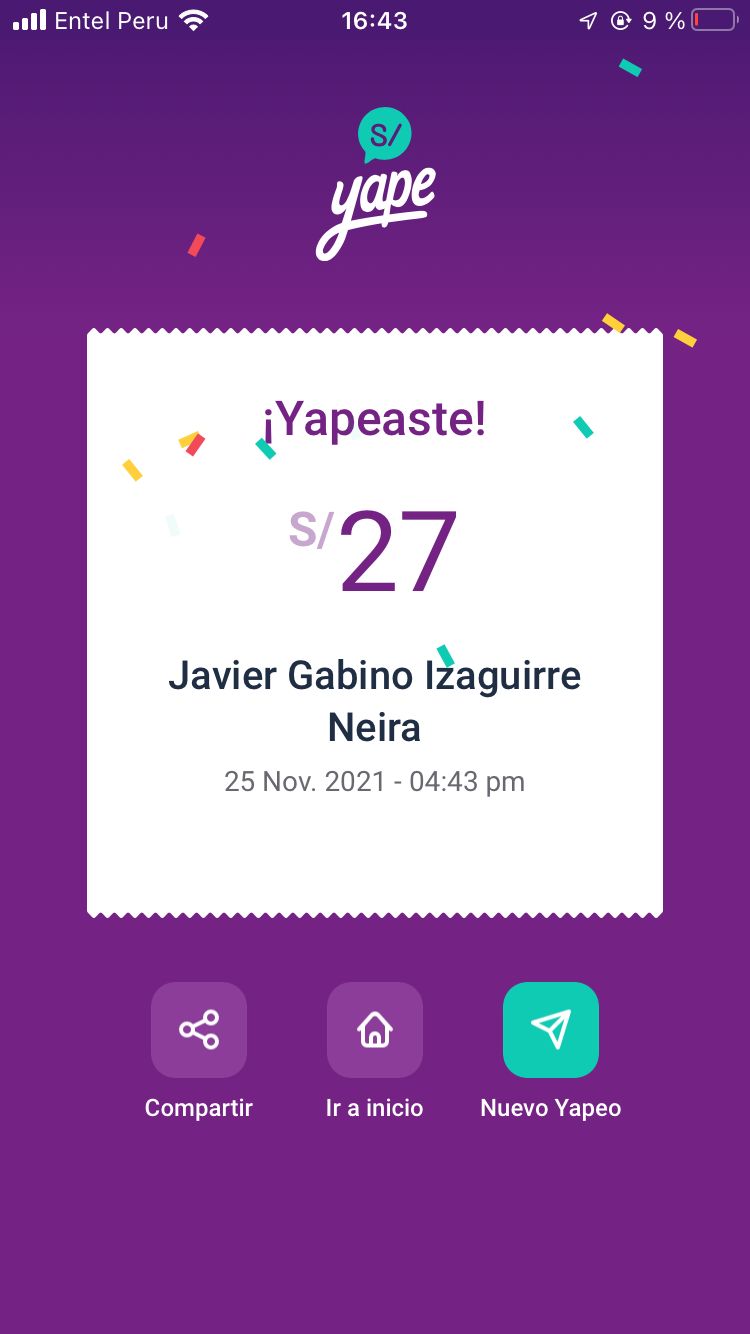 Entel Peru 16:43 9 %
S/
yape
¡Yapeaste!
S/27
Javier Gabino Izaguirre
Neira
25 Nov. 2021 - 04:43 pm
Compartir Ir a inicio Nuevo Yapeo